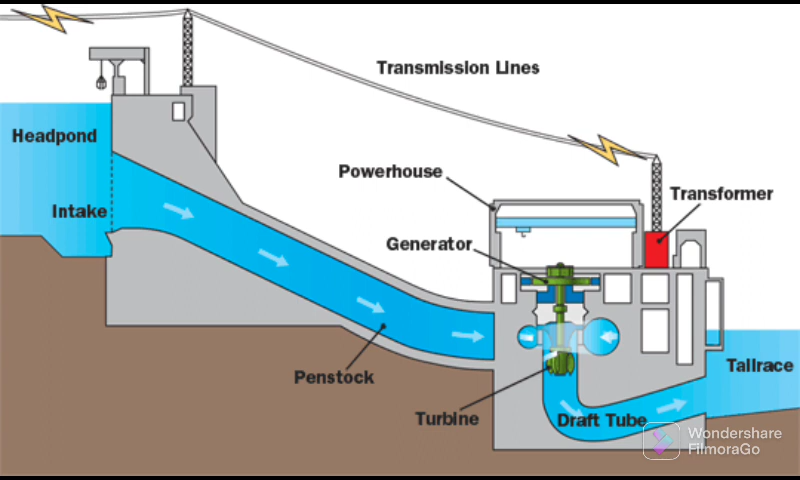 Transmission Lines
Headpond
Powerhouse
Transformer
Intake
Generator
Tailrace
Penstock
Turbine
Draft Tube
Wondershare
FilmoraGo